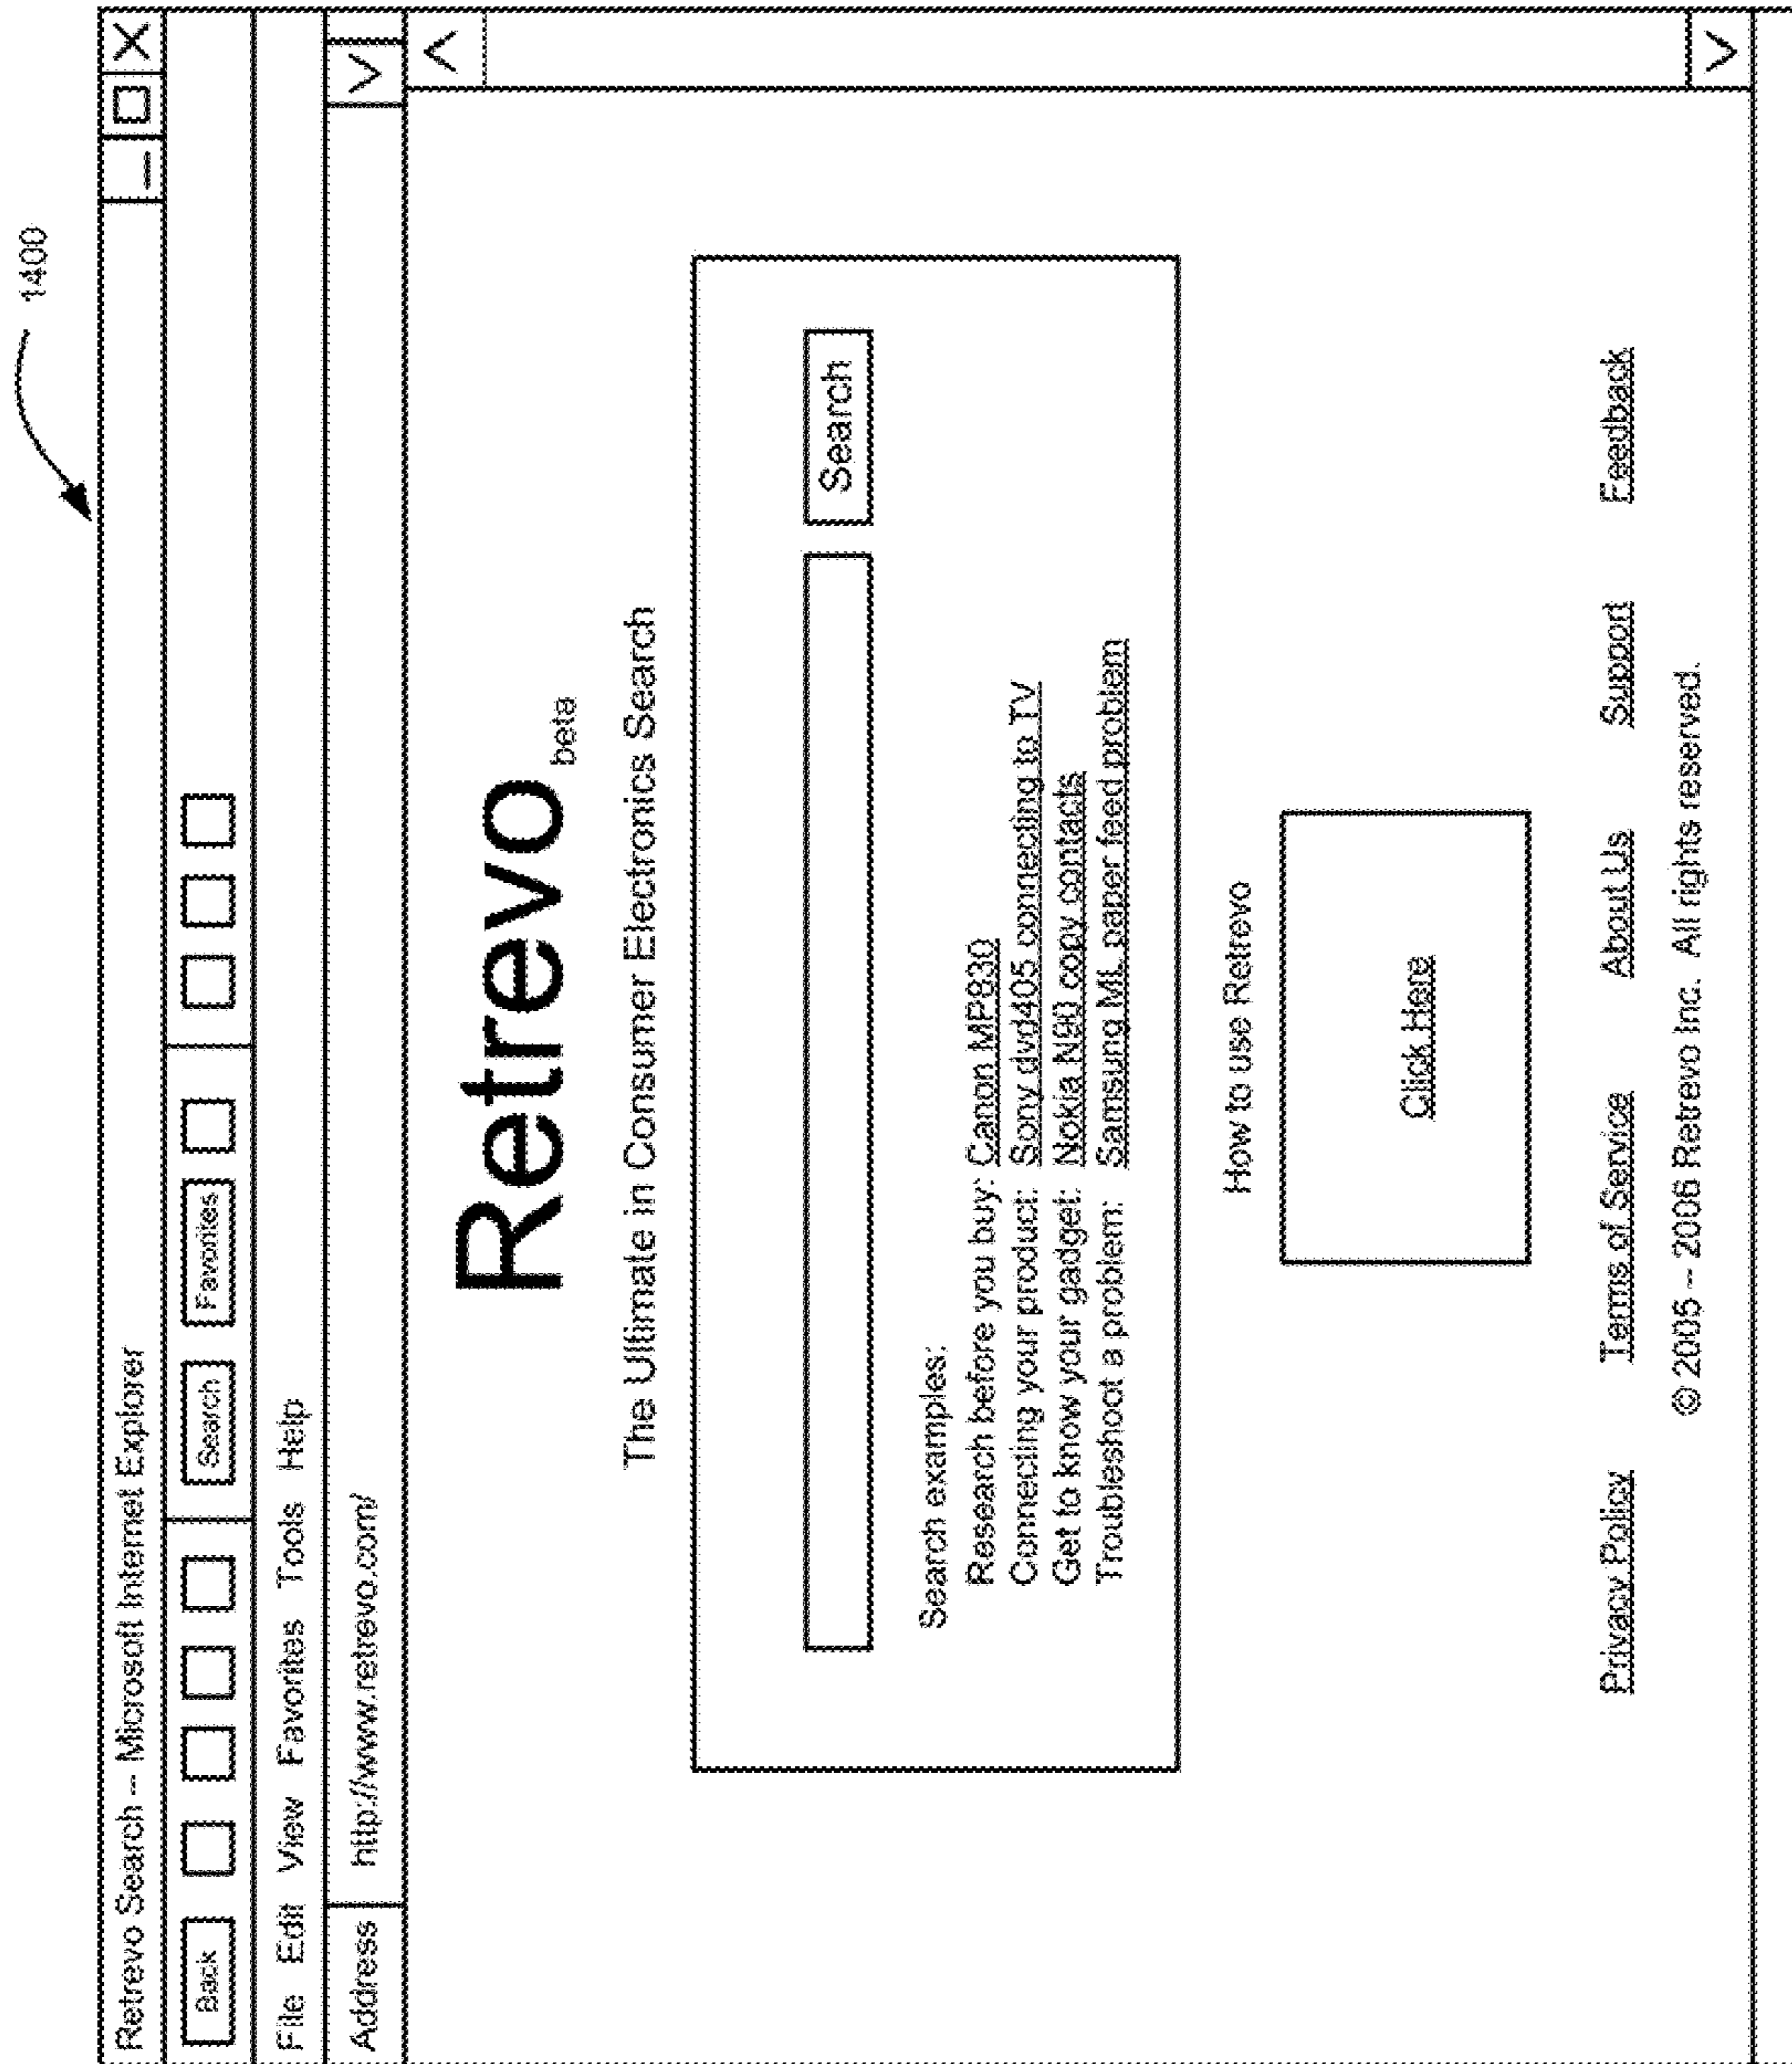 1400
Retrevo Search -- Microsoft Internet Explorer
Back Search Favorites
File Edit View Favorites Tools Help
Address http://www.retrevo.com/
Retrevo beta
The Ultimate in Consumer Electronics Search
Search
Search examples:
Research before you buy: Canon MP830
Connecting your product: Sony dvd405 connecting to TV
Get to know your gadget: Nokia N90 copy contacts
Troubleshoot a problem: Samsung ML paper feed problem
How to use Retrevo
Click Here
Privacy Policy Terms of Service About Us Support Feedback
© 2005 -- 2006 Retrevo Inc. All rights reserved.